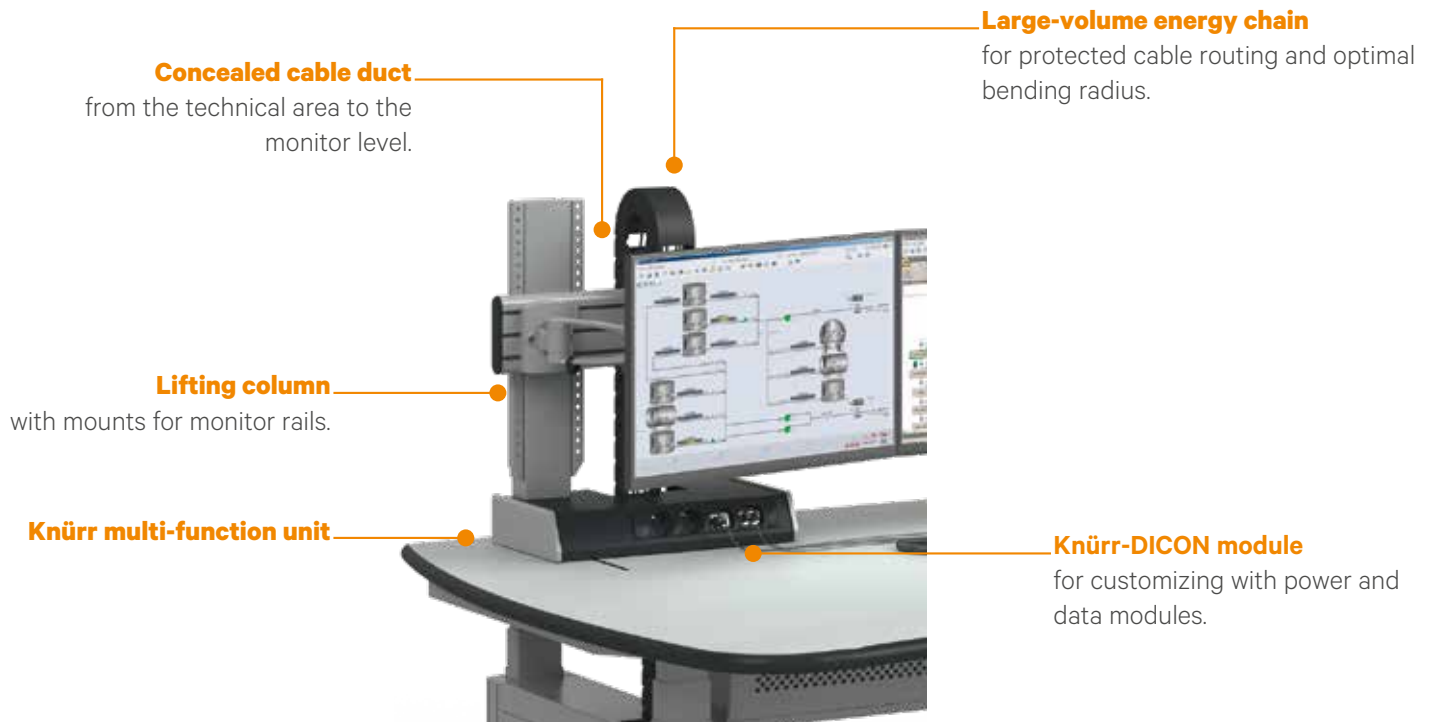 Large-volume energy chain
for protected cable routing and optimal
bending radius.
Concealed cable duct
from the technical area to the
monitor level.
Lifting column
with mounts for monitor rails.
Knürr multi-function unit
Knürr-DICON module
for customizing with power and
data modules.